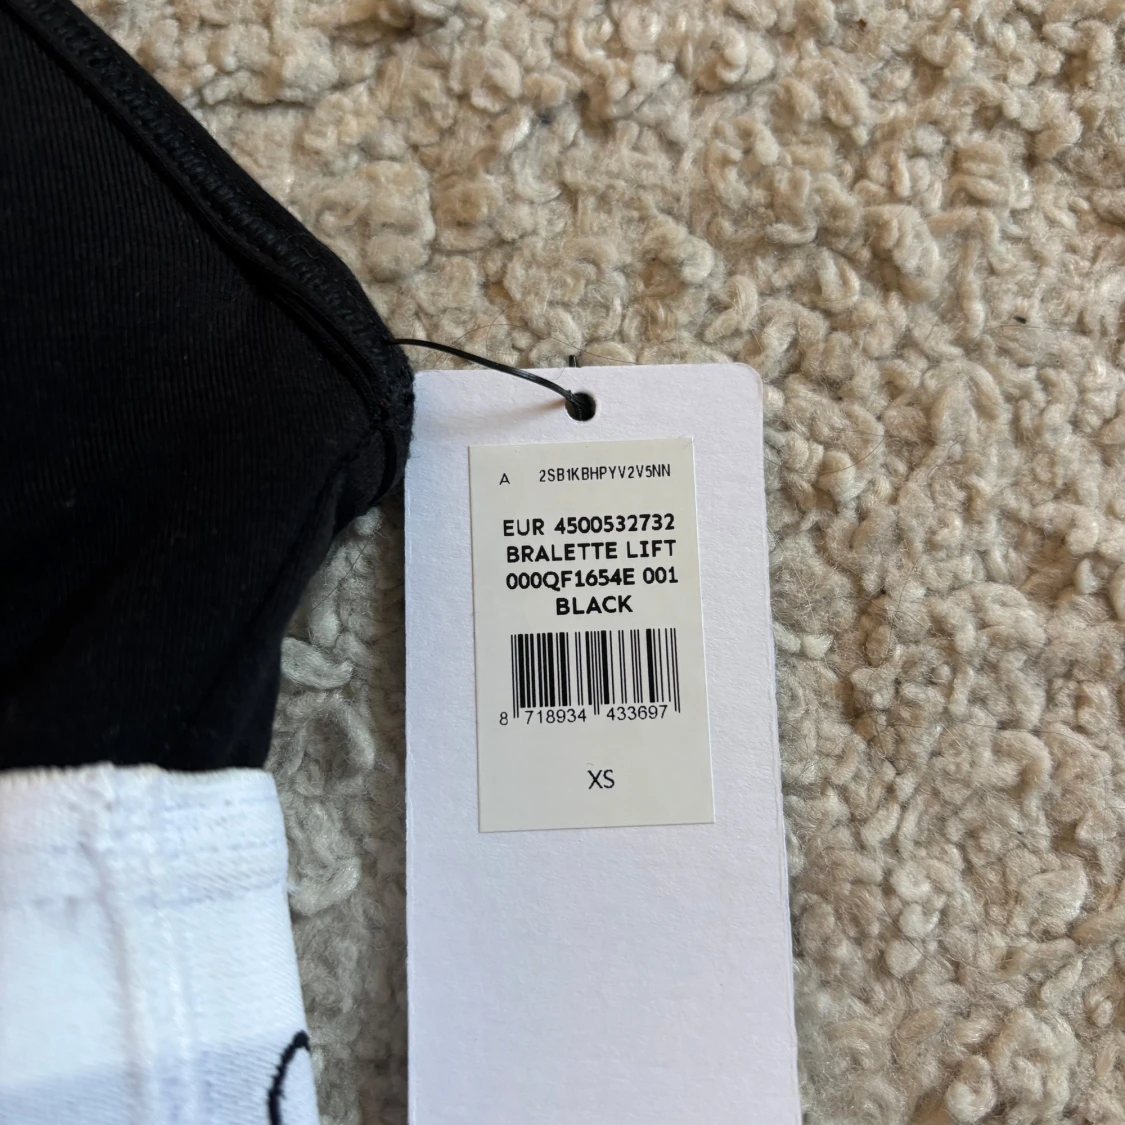 A 2SB1KBHPYV2V5NN
EUR 4500532732
BRALETTE LIFT
000QF1654E 001
BLACK
8 718934 433697
XS